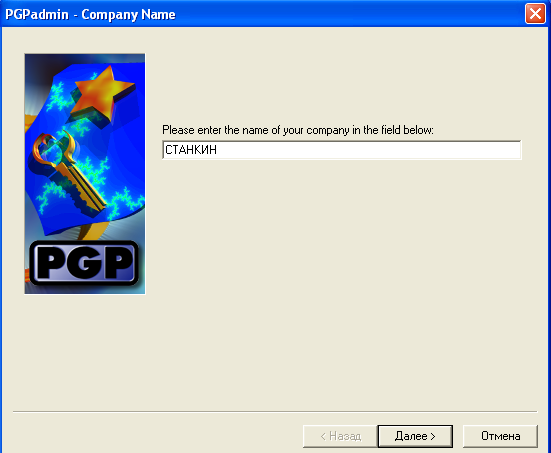 PGPadmin - Company Name
Please enter the name of your company in the field below:
СТАНКИН
PGP
< Назад Далее > Отмена